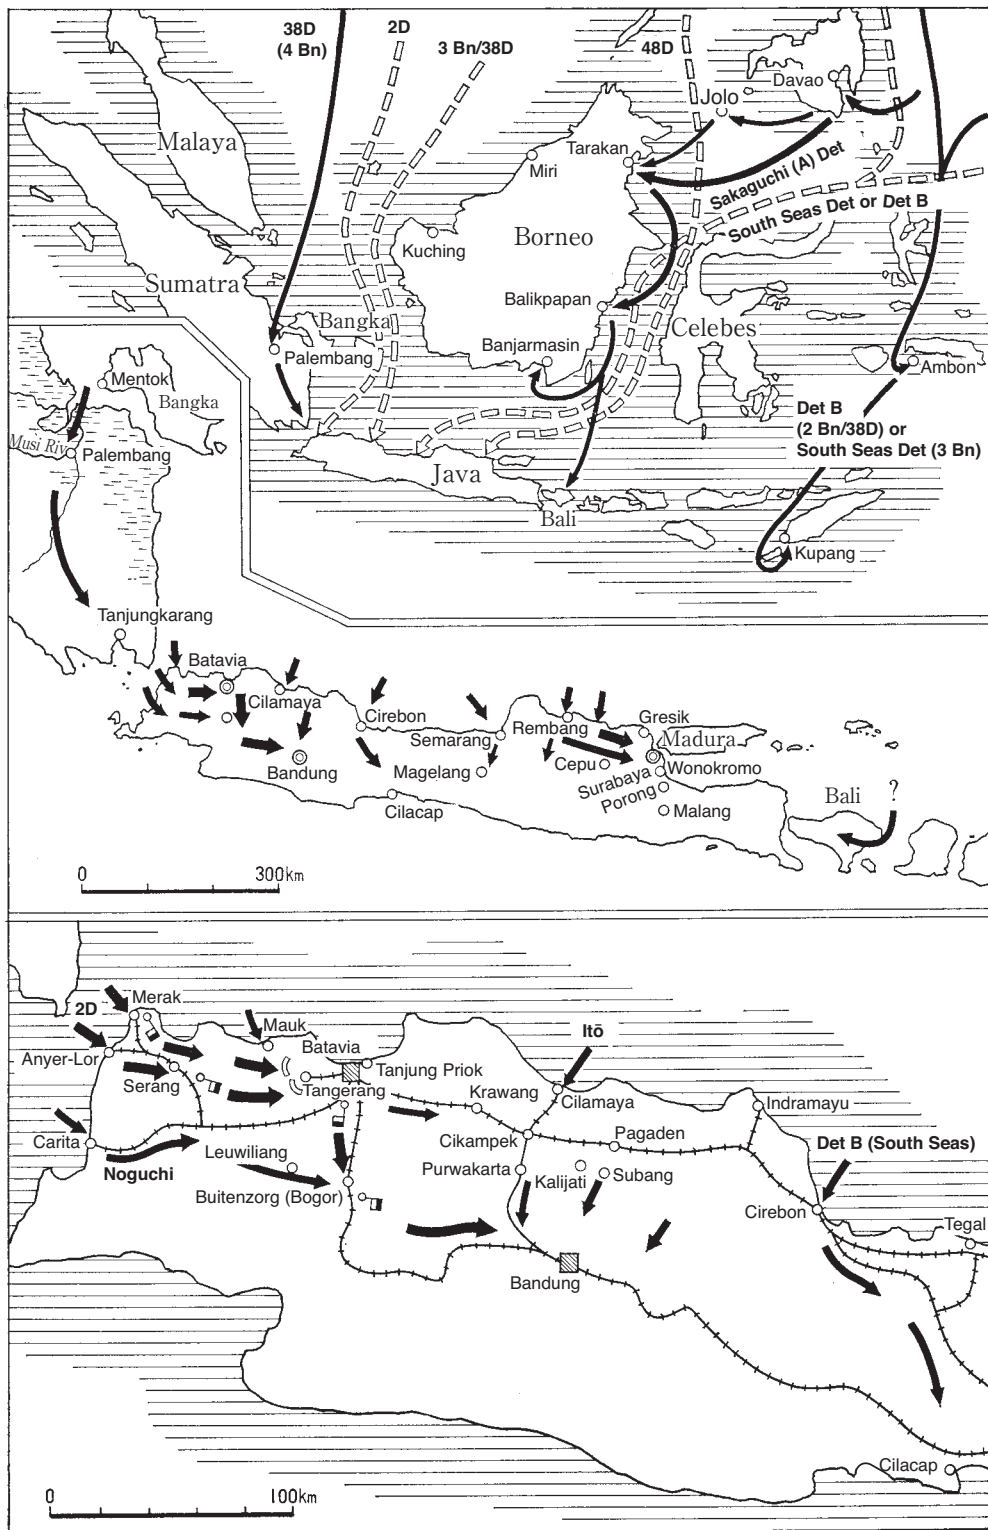 38D
(4 Bn)
2D
3 Bn/38D
48D
Davao
Jolo
Malaya
Tarakan
Miri
Sakaguchi (A) Det
South Seas Det or Det B
Kuching
Borneo
Sumatra
Balikpapan
Bangka
Celebes
Palembang
Banjarmasin
Ambon
Det B
(2 Bn/38D) or
South Seas Det (3 Bn)
Java
Bali
Kupang
Mentok
Bangka
Musi Riv
Palembang
Tanjungkarang
Batavia
Cilamaya
Cirebon
Semarang
Rembang
Gresik
Madura
Bandung
Magelang
Cepu
Surabaya
Wonokromo
Porong
Cilacap
Malang
Bali
?
0 300km
Merak
2D
Mauk
Itō
Anyer-Lor
Batavia
Tanjung Priok
Serang
Tangerang
Krawang
Cilamaya
Indramayu
Carita
Cikampek
Pagaden
Det B (South Seas)
Noguchi
Leuwiliang
Purwakarta
Kalijati
Subang
Buitenzorg (Bogor)
Cirebon
Tegal
Bandung
Cilacap
0 100km